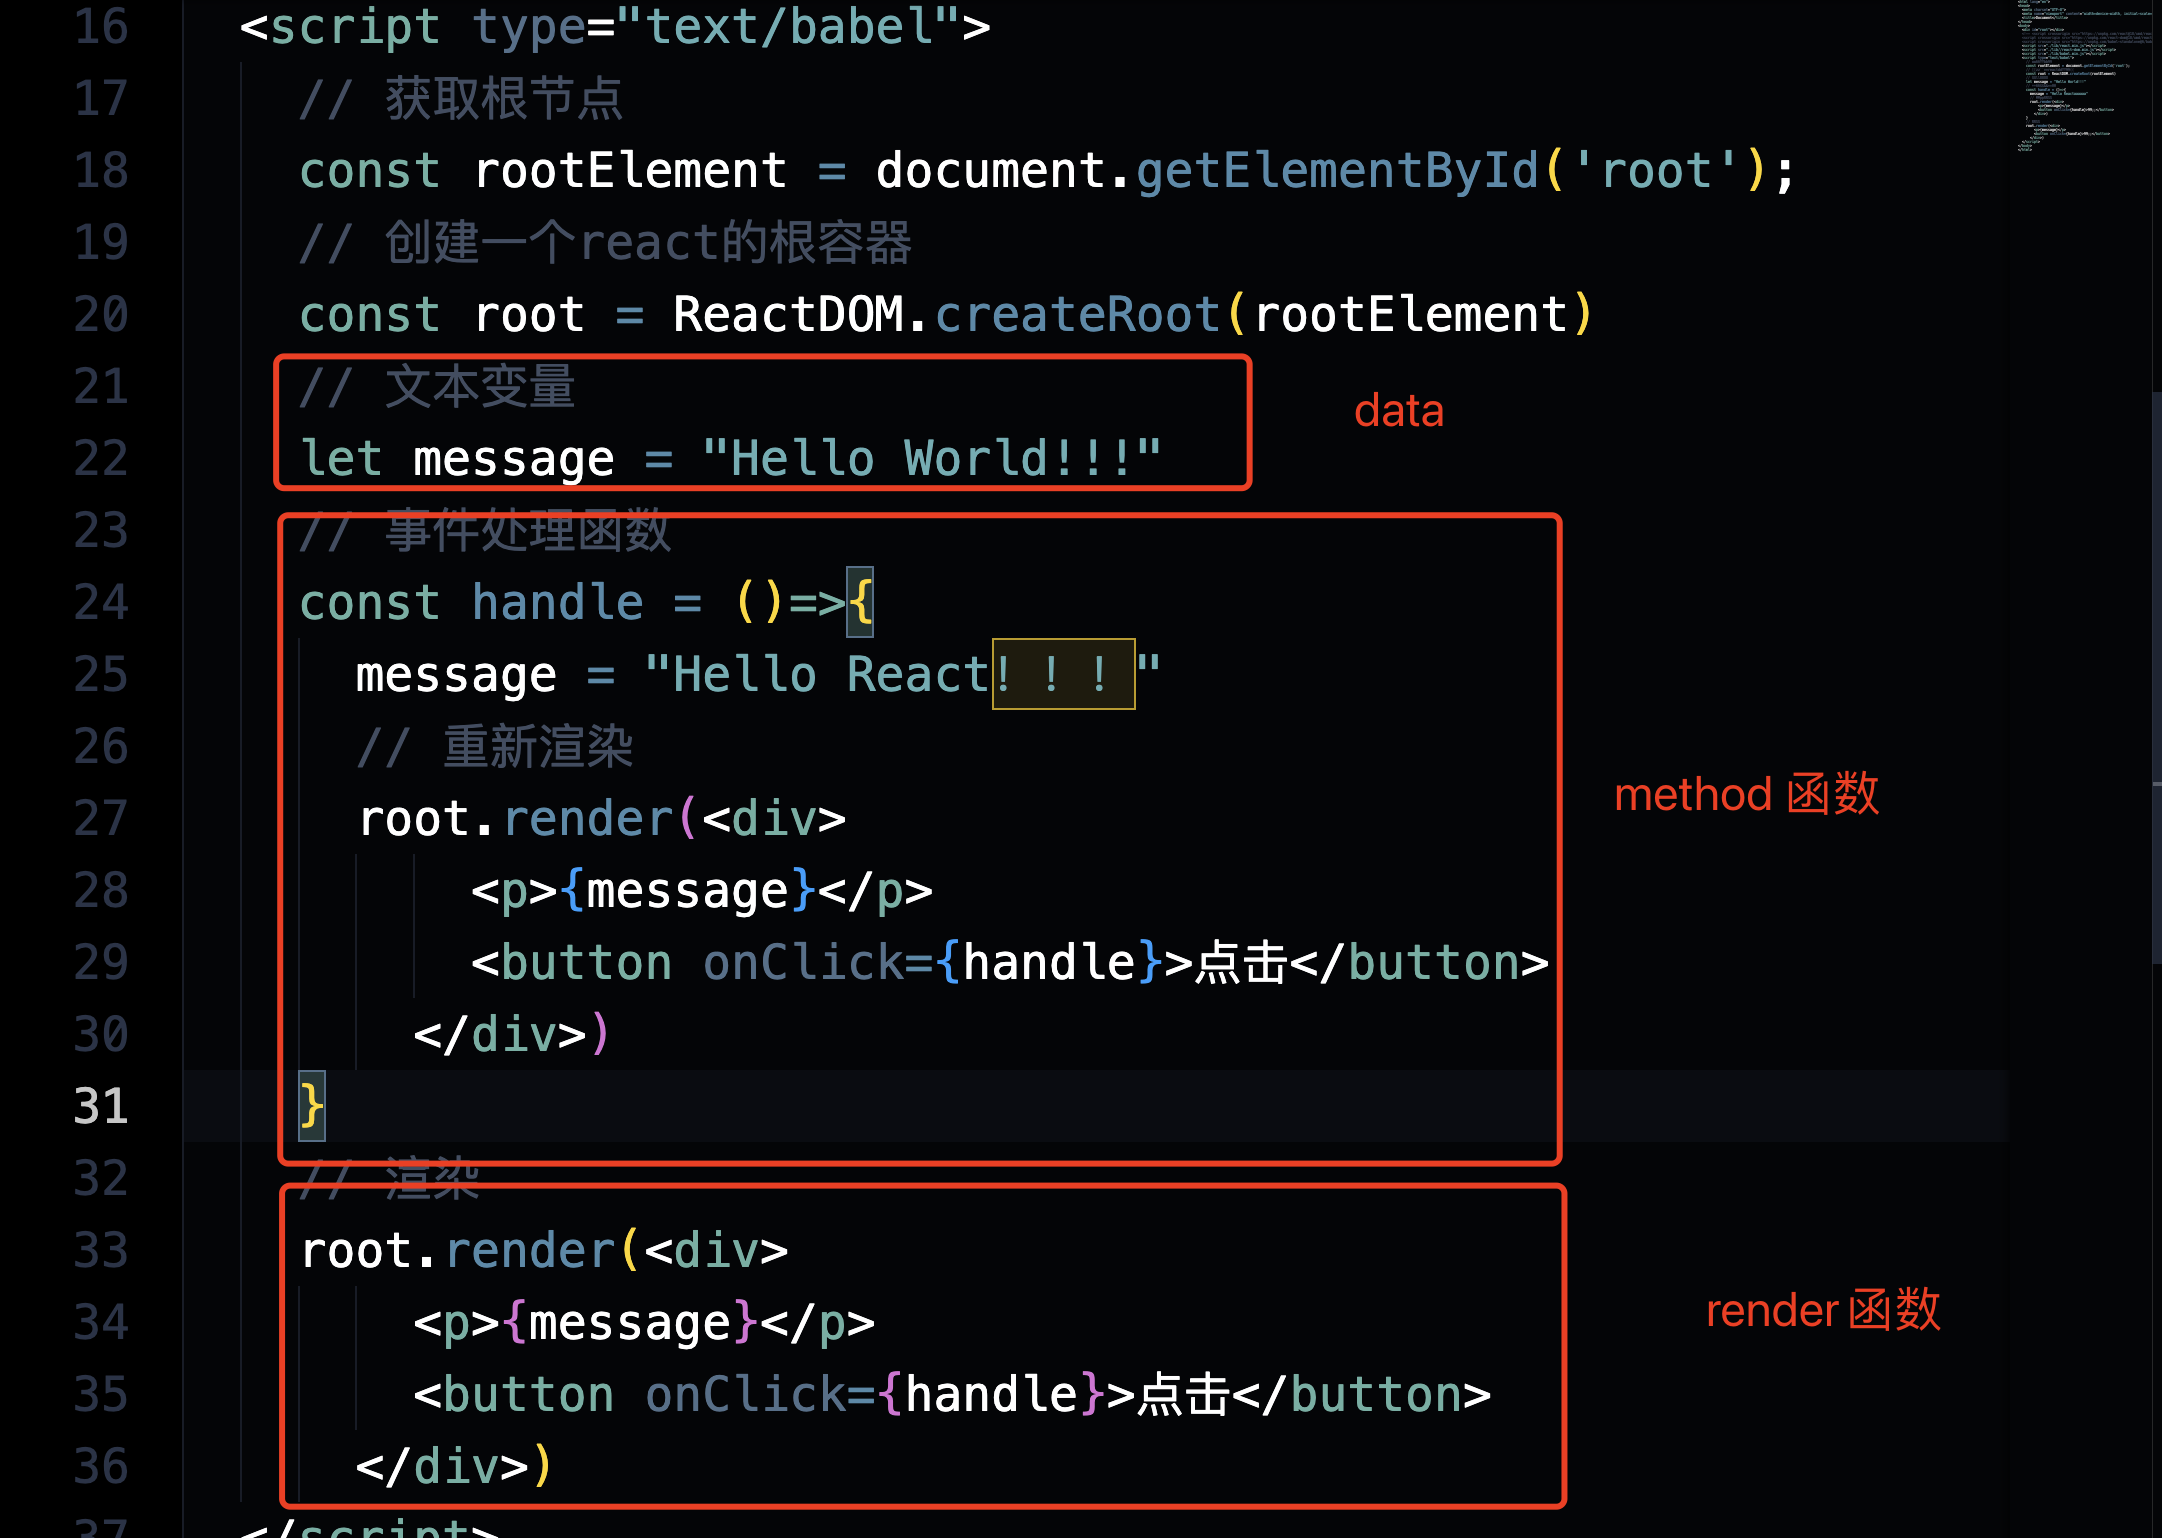 16 <script type="text/babel">
17 // 获取根节点
18 const rootElement = document.getElementById('root');
19 // 创建一个react的根容器
20 const root = ReactDOM.createRoot(rootElement)
21 // 文本变量
data
22 let message = "Hello World!!!"
23 // 事件处理函数
24 const handle = ()=>{
25 message = "Hello React！！！"
26 // 重新渲染
method 函数
27 root.render(<div>
28 <p>{message}</p>
29 <button onClick={handle}>点击</button>
30 </div>)
31 }
32 // 渲染
33 root.render(<div>
render 函数
34 <p>{message}</p>
35 <button onClick={handle}>点击</button>
36 </div>)
37 </script>